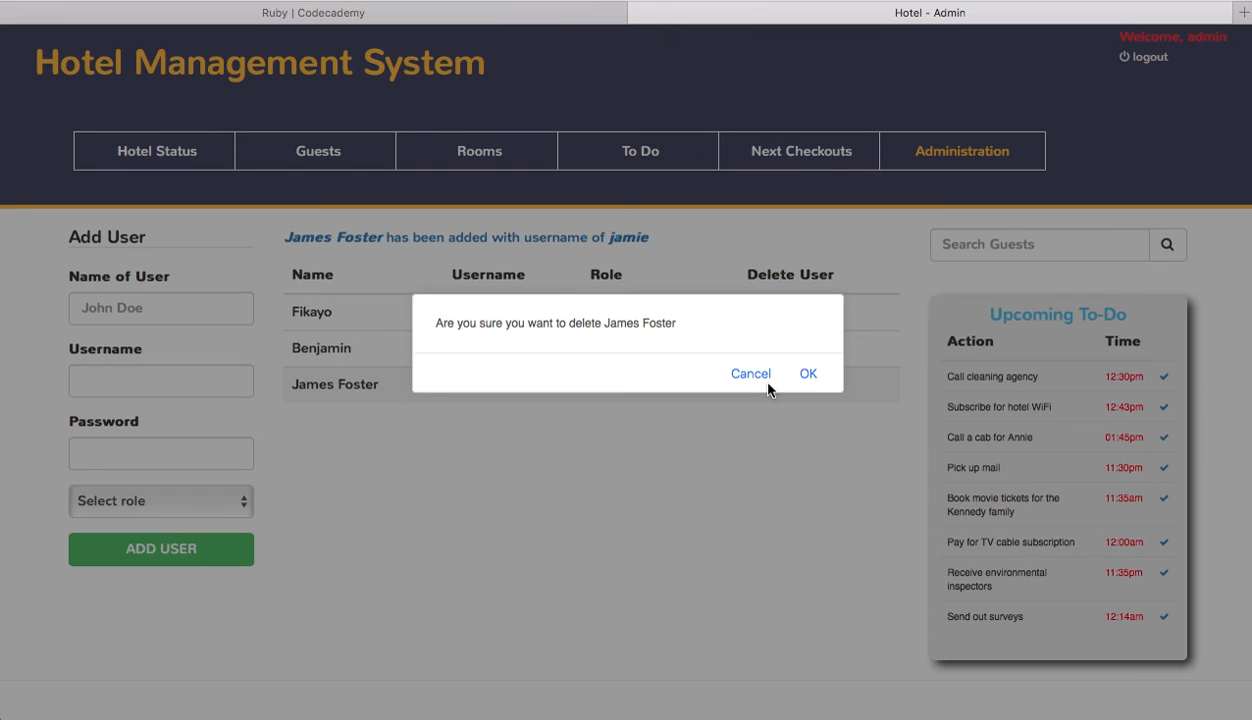 Ruby | Codecademy
Hotel - Admin
Hotel Management System
Welcome, admin
logout
Hotel Status
Guests
Rooms
To Do
Next Checkouts
Administration
Add User
Name of User
John Doe
Username
Password
Select role
ADD USER
James Foster has been added with username of jamie
Name Username Role Delete User
Fikayo
Benjamin
James Foster
Are you sure you want to delete James Foster
Cancel OK
Search Guests
Upcoming To-Do
Action Time
Call cleaning agency 12:30pm
Subscribe for hotel WiFi 12:43pm
Call a cab for Annie 01:45pm
Pick up mail 11:30pm
Book movie tickets for the 11:35am
Kennedy family
Pay for TV cable subscription 12:00am
Receive environmental 11:35pm
inspectors
Send out surveys 12:14am